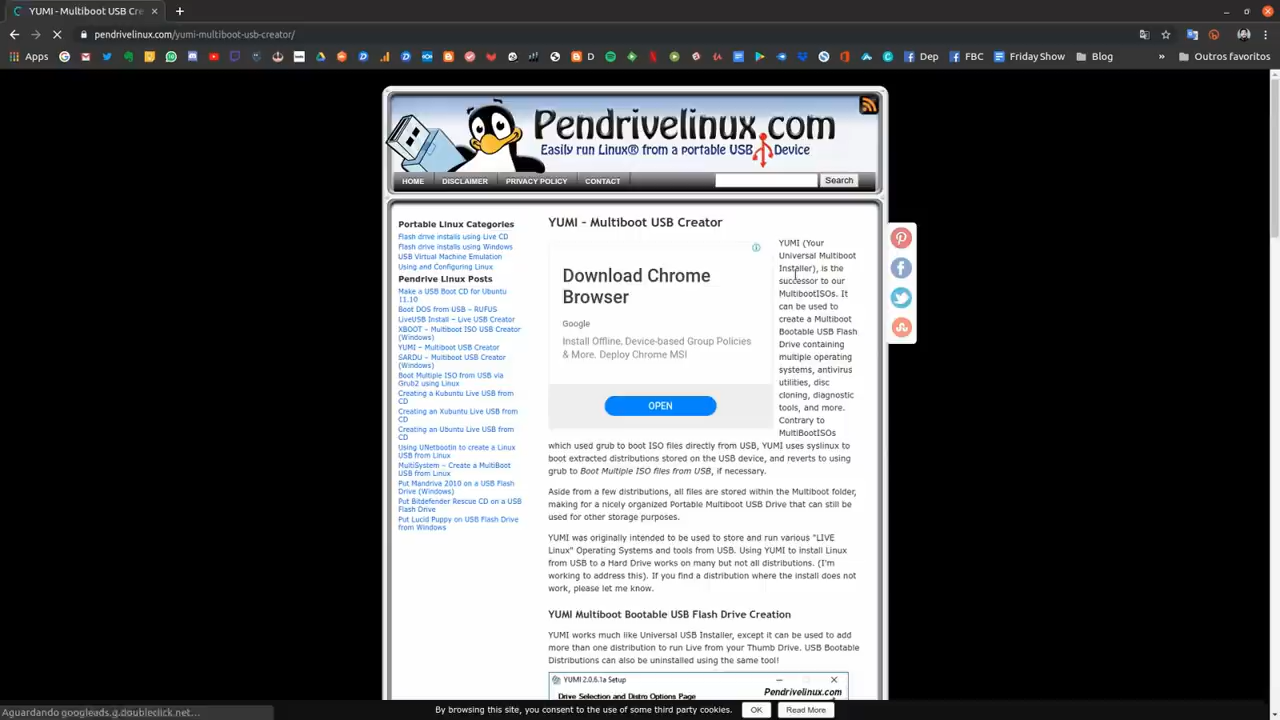 YUMI - Multiboot USB Cre
pendrivelinux.com/yumi-multiboot-usb-creator/
Apps
D
Dep
FBC
FridayShow
Blog
»
Outros favoritos
Pendrivelinux.com
Easily run Linux® from a portable USB Device
HOME
DISCLAIMER
PRIVACY POLICY
CONTACT
Search
Portable Linux Categories
Flash drive installs using Live CD
Flash drive installs using Windows
USB Virtual Machine Emulation
Using and Configuring Linux
Pendrive Linux Posts
Make a USB Boot CD for Ubuntu
11.10
Boot DOS from USB – RUFUS
LiveUSB Install – Live USB Creator
XBOOT – Multiboot ISO USB Creator
(Windows)
YUMI – Multiboot USB Creator
SARDU – Multiboot USB Creator
(Windows)
Boot Multiple ISO from USB via
Grub2 using Linux
Creating a Kubuntu Live USB from
CD
Creating an Xubuntu Live USB from
CD
Creating an Ubuntu Live USB from
CD
Using UNetbootin to create a Linux
USB from Linux
MultiSystem – Create a MultiBoot
USB from Linux
Put Mandriva 2010 on a USB Flash
Drive (Windows)
Put Bitdefender Rescue CD on a USB
Flash Drive
Put Lucid Puppy on USB Flash Drive
from Windows
YUMI – Multiboot USB Creator
Download Chrome
Browser
Google
Install Offline, Device-based Group Policies
& More. Deploy Chrome MSI
OPEN
YUMI (Your
Universal Multiboot
Installer), is the
successor to our
MultibootISOs. It
can be used to
create a Multiboot
Bootable USB Flash
Drive containing
multiple operating
systems, antivirus
utilities, disc
cloning, diagnostic
tools, and more.
Contrary to
MultiBootISOs
which used grub to boot ISO files directly from USB, YUMI uses syslinux to
boot extracted distributions stored on the USB device, and reverts to using
grub to Boot Multiple ISO files from USB, if necessary.
Aside from a few distributions, all files are stored within the Multiboot folder,
making for a nicely organized Portable Multiboot USB Drive that can still be
used for other storage purposes.
YUMI was originally intended to be used to store and run various "LIVE
Linux" Operating Systems and tools from USB. Using YUMI to install Linux
from USB to a Hard Drive works on many but not all distributions. (I'm
working to address this). If you find a distribution where the install does not
work, please let me know.
YUMI Multiboot Bootable USB Flash Drive Creation
YUMI works much like Universal USB Installer, except it can be used to add
more than one distribution to run Live from your Thumb Drive. USB Bootable
Distributions can also be uninstalled using the same tool!
YUMI 2.0.6.1a Setup
Drive Selection and Distro Options Page
Pendrivelinux.com
Aguardando googleads.g.doubleclick.net...
By browsing this site, you consent to the use of some third party cookies.
OK
Read More